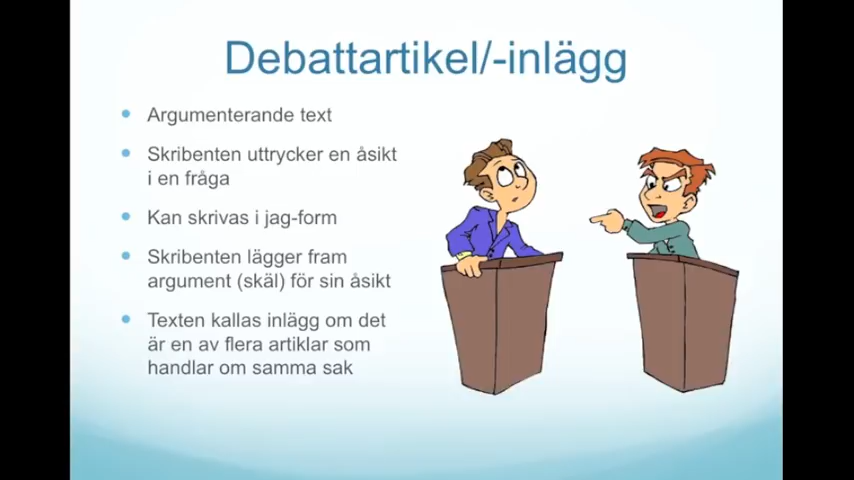 Debattartikel/-inlägg
Argumenterande text
Skribenten uttrycker en åsikt
i en fråga
Kan skrivas i jag-form
Skribenten lägger fram
argument (skäl) för sin åsikt
Texten kallas inlägg om det
är en av flera artiklar som
handlar om samma sak